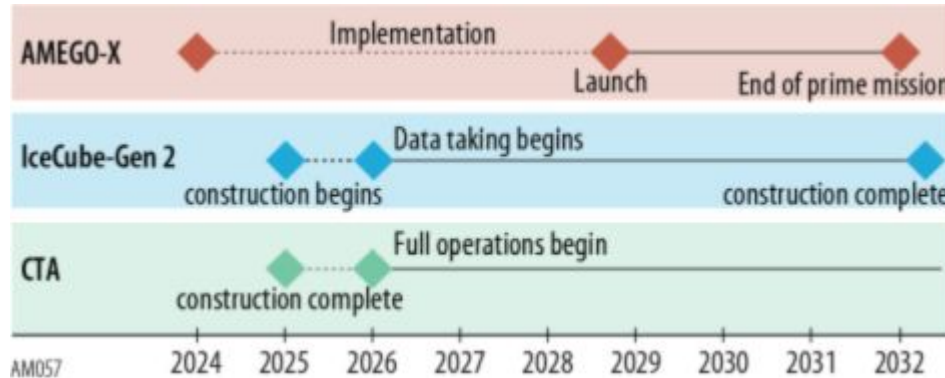 Implementation
AMEGO-X
Launch
End of prime mission
Data taking begins
IceCube-Gen 2
construction begins
construction complete
Full operations begin
CTA
construction complete
AM057
2024 2025 2026 2027 2028 2029 2030 2031 2032